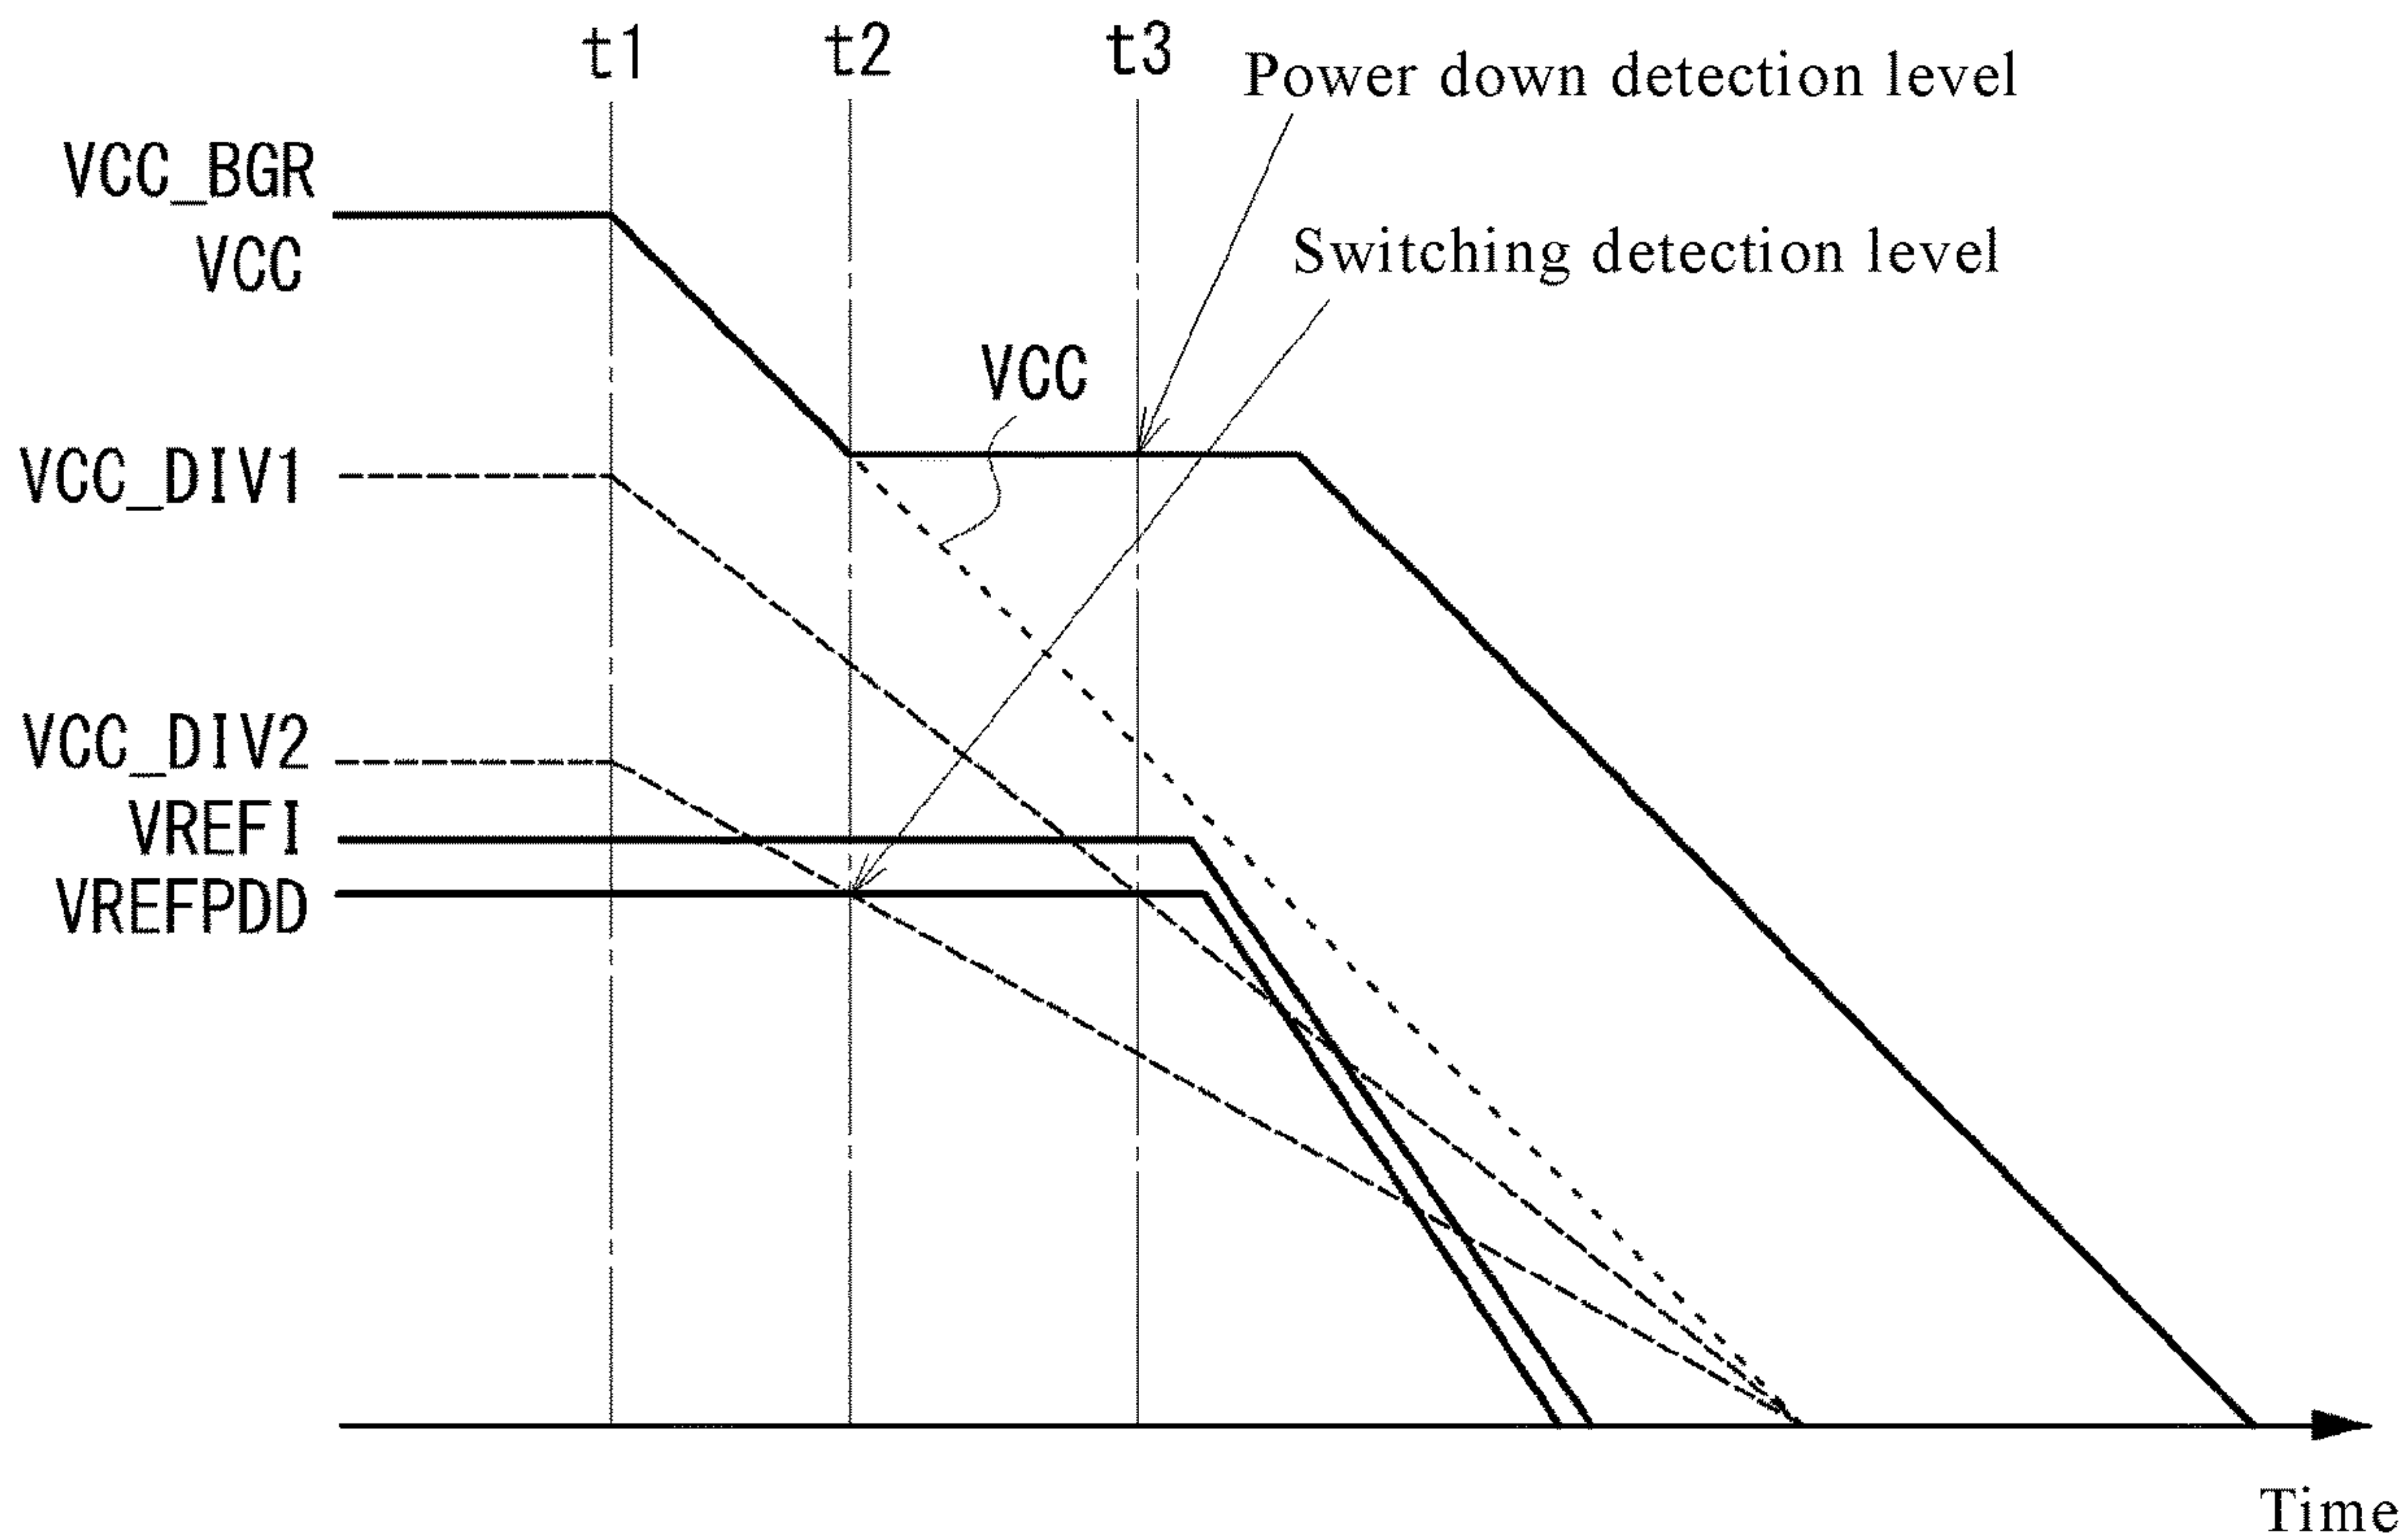 t1
t2
t3
Power down detection level
VCC_BGR
VCC
Switching detection level
VCC
VCC_DIV1
VCC_DIV2
VREFI
VREFPDD
Time